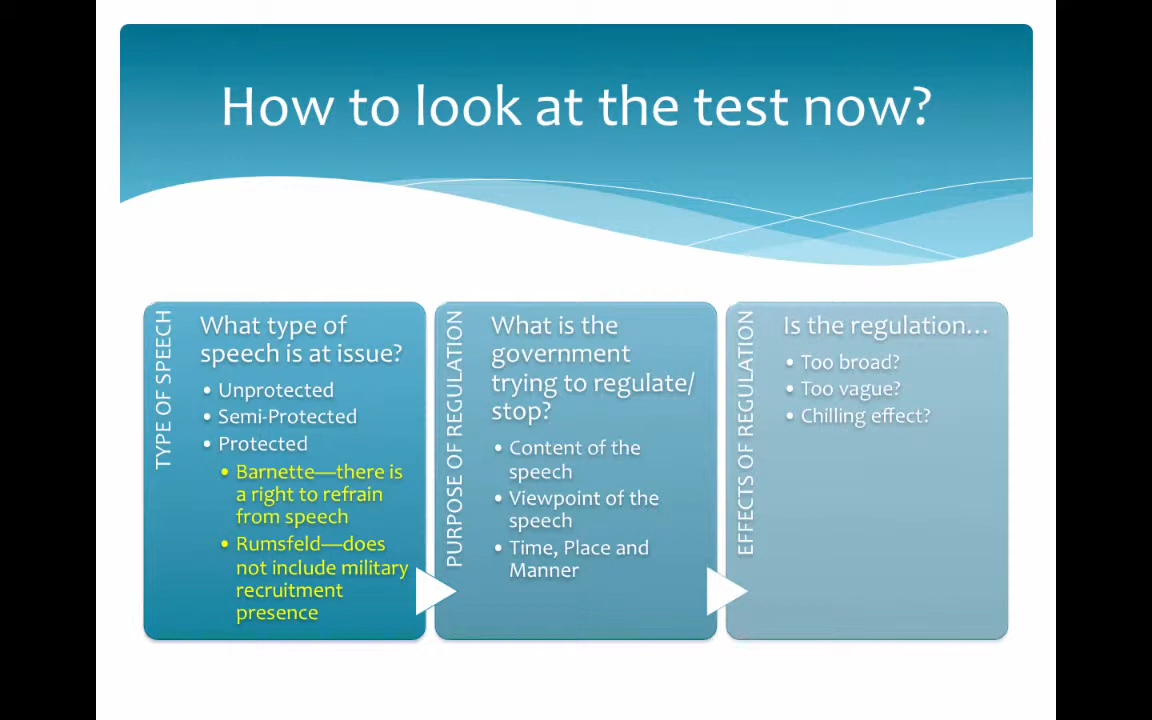 How to look at the test now?
TYPE OF SPEECH
What type of
speech is at issue?
• Unprotected
• Semi-Protected
• Protected
• Barnette—there is
a right to refrain
from speech
• Rumsfeld—does
not include military
recruitment
presence
PURPOSE OF REGULATION
What is the
government
trying to regulate/
stop?
• Content of the
speech
• Viewpoint of the
speech
• Time, Place and
Manner
EFFECTS OF REGULATION
Is the regulation…
• Too broad?
• Too vague?
• Chilling effect?